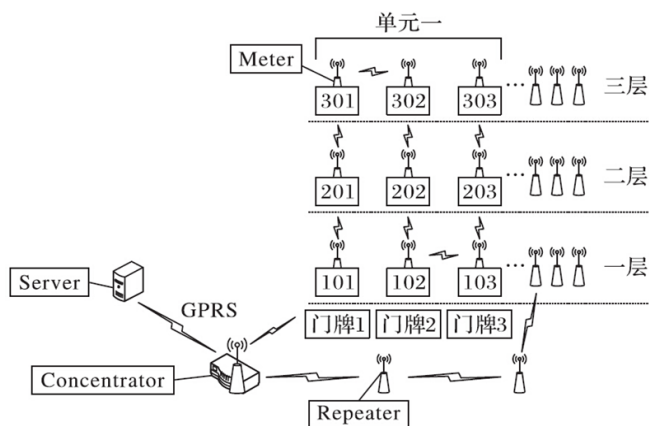 单元一
Meter
301 302 303 … 三层
201 202 203 … 二层
101 102 103 … 一层
Server
GPRS
门牌1 门牌2 门牌3
Concentrator
Repeater